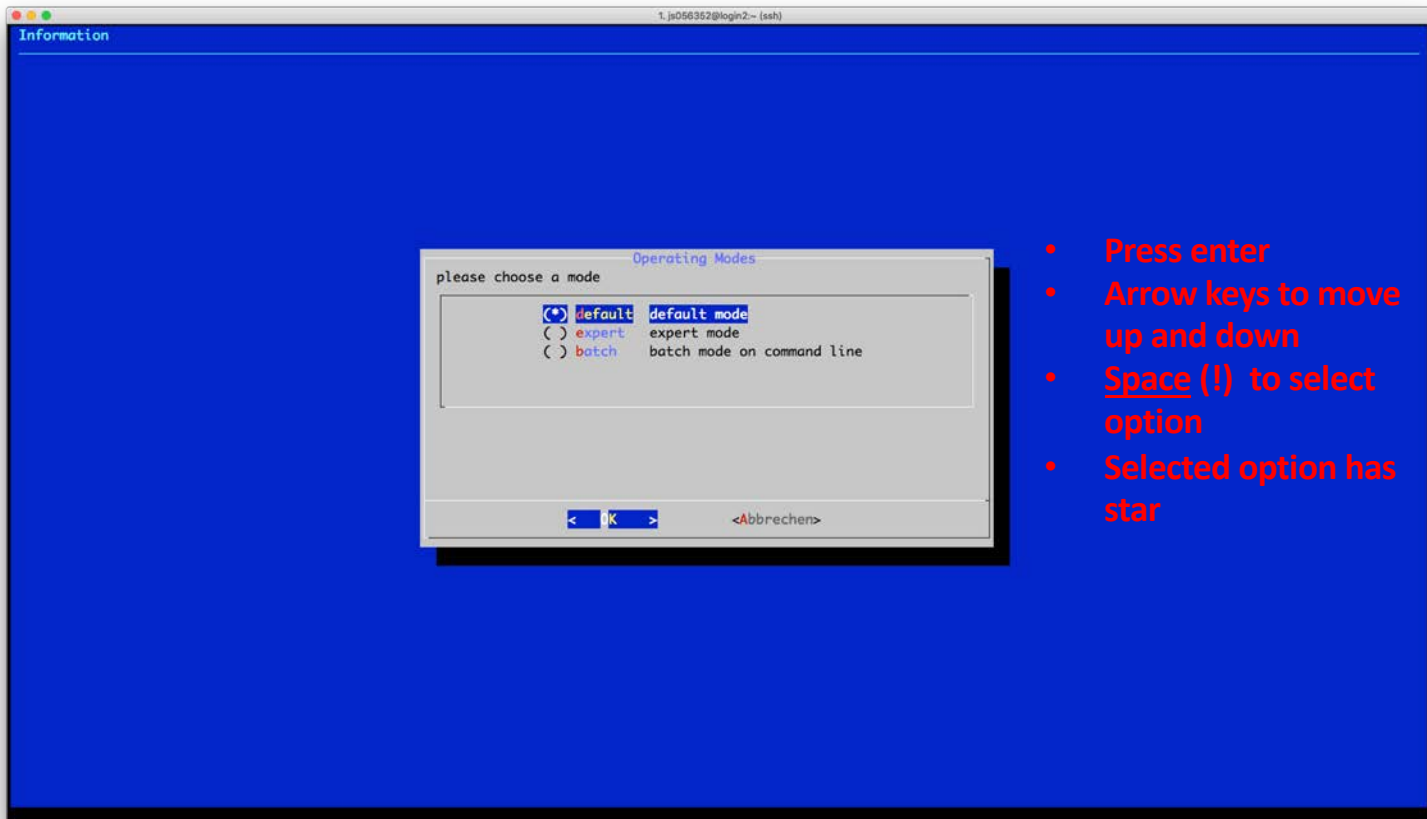 1. js056352@login2:~ (ssh)
Information
Operating Modes
please choose a mode
(*) default default mode
( ) expert expert mode
( ) batch batch mode on command line
< OK > <Abbrechen>
• Press enter
• Arrow keys to move
up and down
• Space (!) to select
option
• Selected option has
star